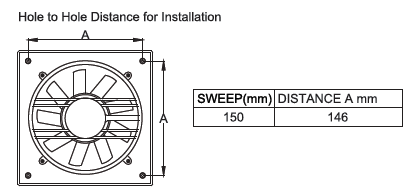 Hole to Hole Distance for Installation
A
A
SWEEP(mm) DISTANCE A mm
150 146